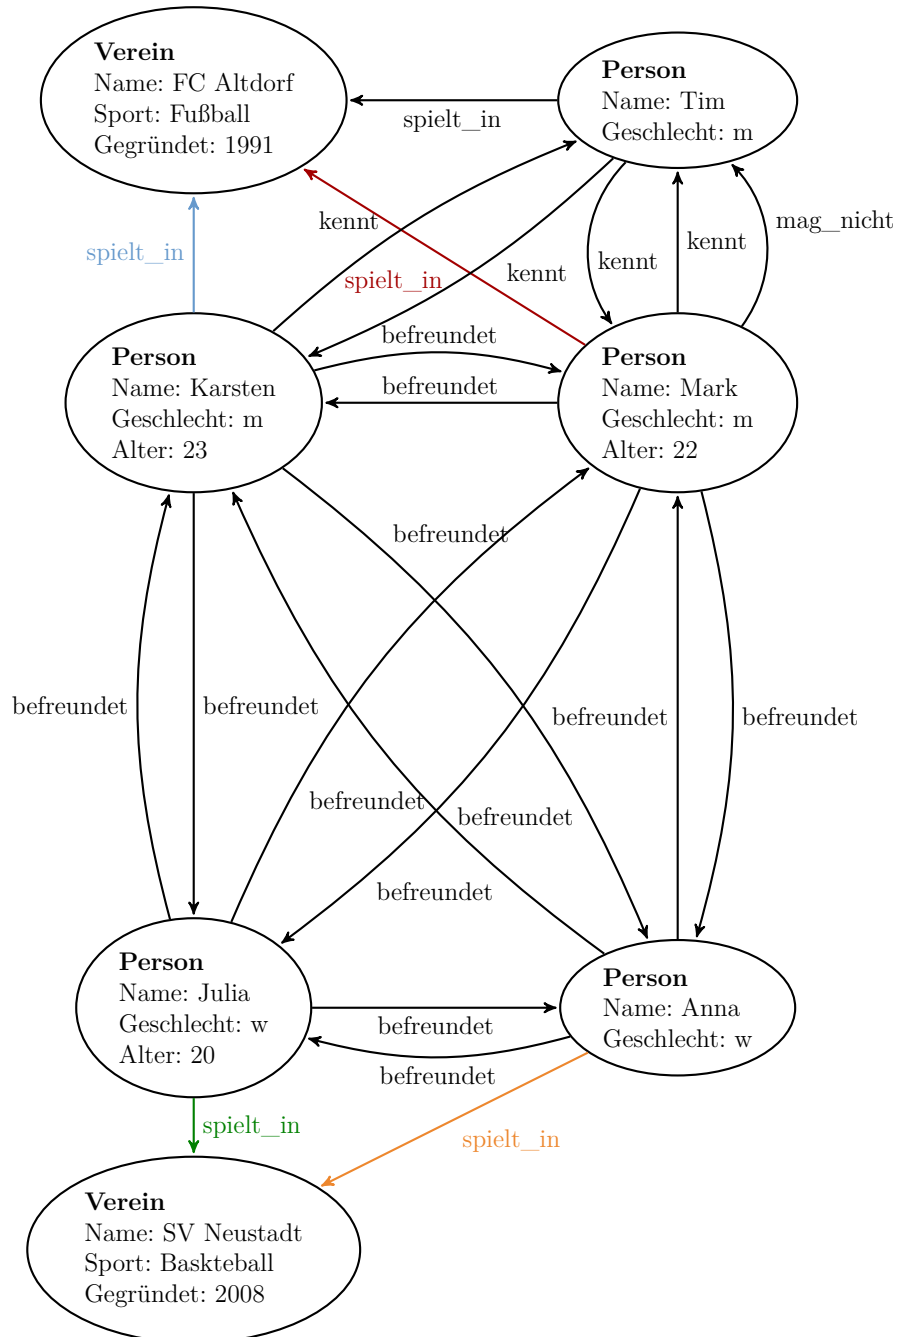 Verein
Name: FC Altdorf
Sport: Fußball
Gegründet: 1991
Person
Name: Tim
Geschlecht: m
spielt_in
kennt
mag_nicht
kennt
kennt
spielt_in
kennt
spielt_in
befreundet
Person
Name: Karsten
Geschlecht: m
Alter: 23
befreundet
Person
Name: Mark
Geschlecht: m
Alter: 22
befreundet
befreundet
befreundet
befreundet
befreundet
befreundet
befreundet
befreundet
Person
Name: Julia
Geschlecht: w
Alter: 20
Person
Name: Anna
Geschlecht: w
befreundet
befreundet
spielt_in
spielt_in
Verein
Name: SV Neustadt
Sport: Baskteball
Gegründet: 2008